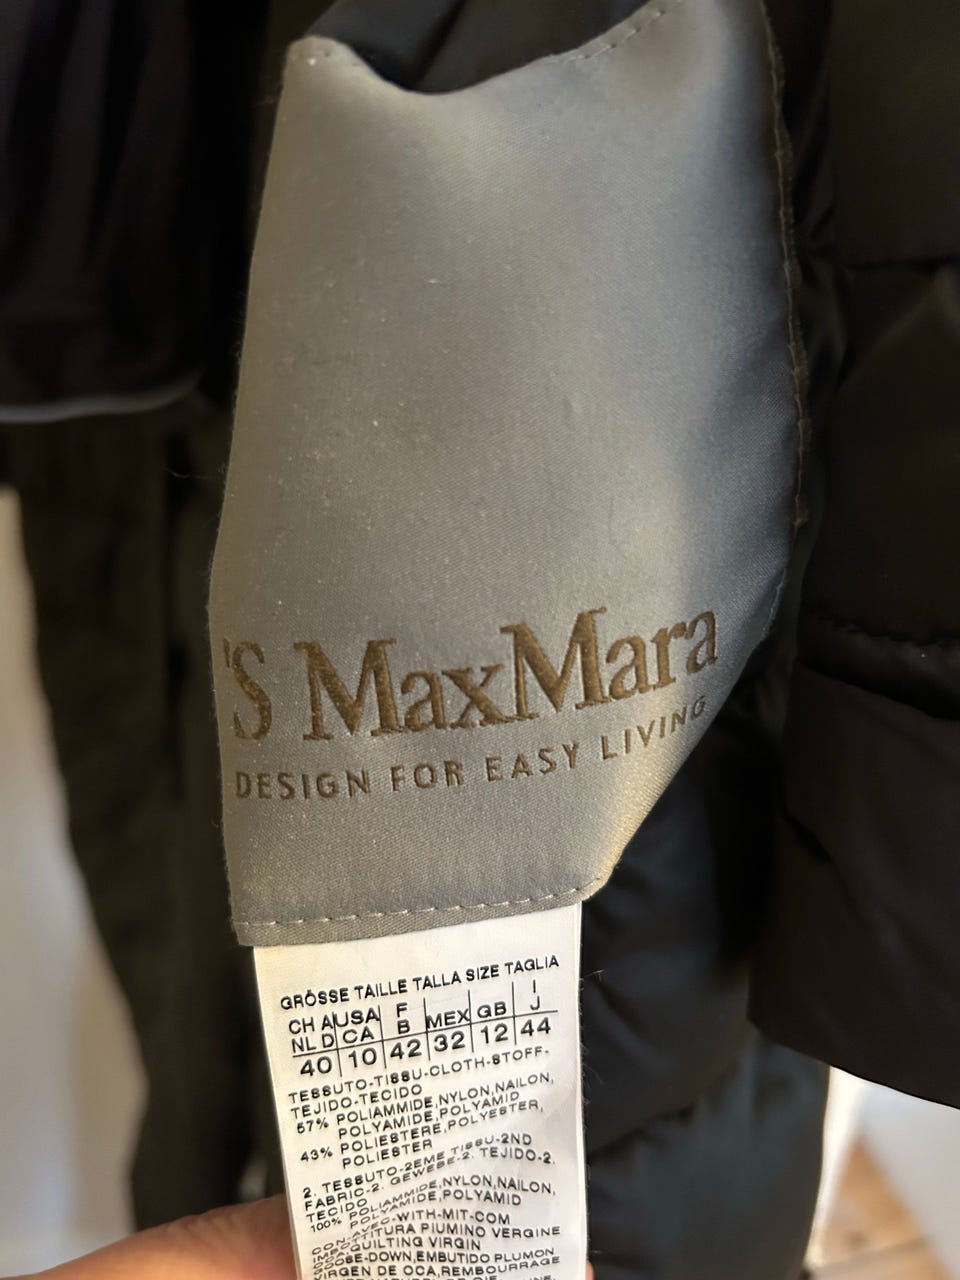 'S MaxMara
DESIGN FOR EASY LIVING
GRÖSSE TAILLE TALLA SIZE TAGLIA
CH A USA F MEX GB I
NL D CA B J
40 10 42 32 12 44
TESSUTO-TISSU-CLOTH-STOFF-
TEJIDO-TECIDO
57% POLIAMMIDE,NYLON,NAILON,
POLYAMIDE,POLYAMID
43% POLIESTERE,POLYESTER,
POLIESTER
2. TESSUTO-2EME TISSU-2ND
FABRIC-2. GEWEBE-2. TEJIDO-2.
TECIDO
100% POLIAMMIDE,NYLON,NAILON,
POLYAMIDE,POLYAMID
CON-AVEC-WITH-MIT-COM
IMBOTTITURA PIUMINO VERGINE
OCA,QUILTING VIRGIN
GOOSE-DOWN,EMBUTIDO PLUMON
VIRGEN DE OCA,REMBOURRAGE